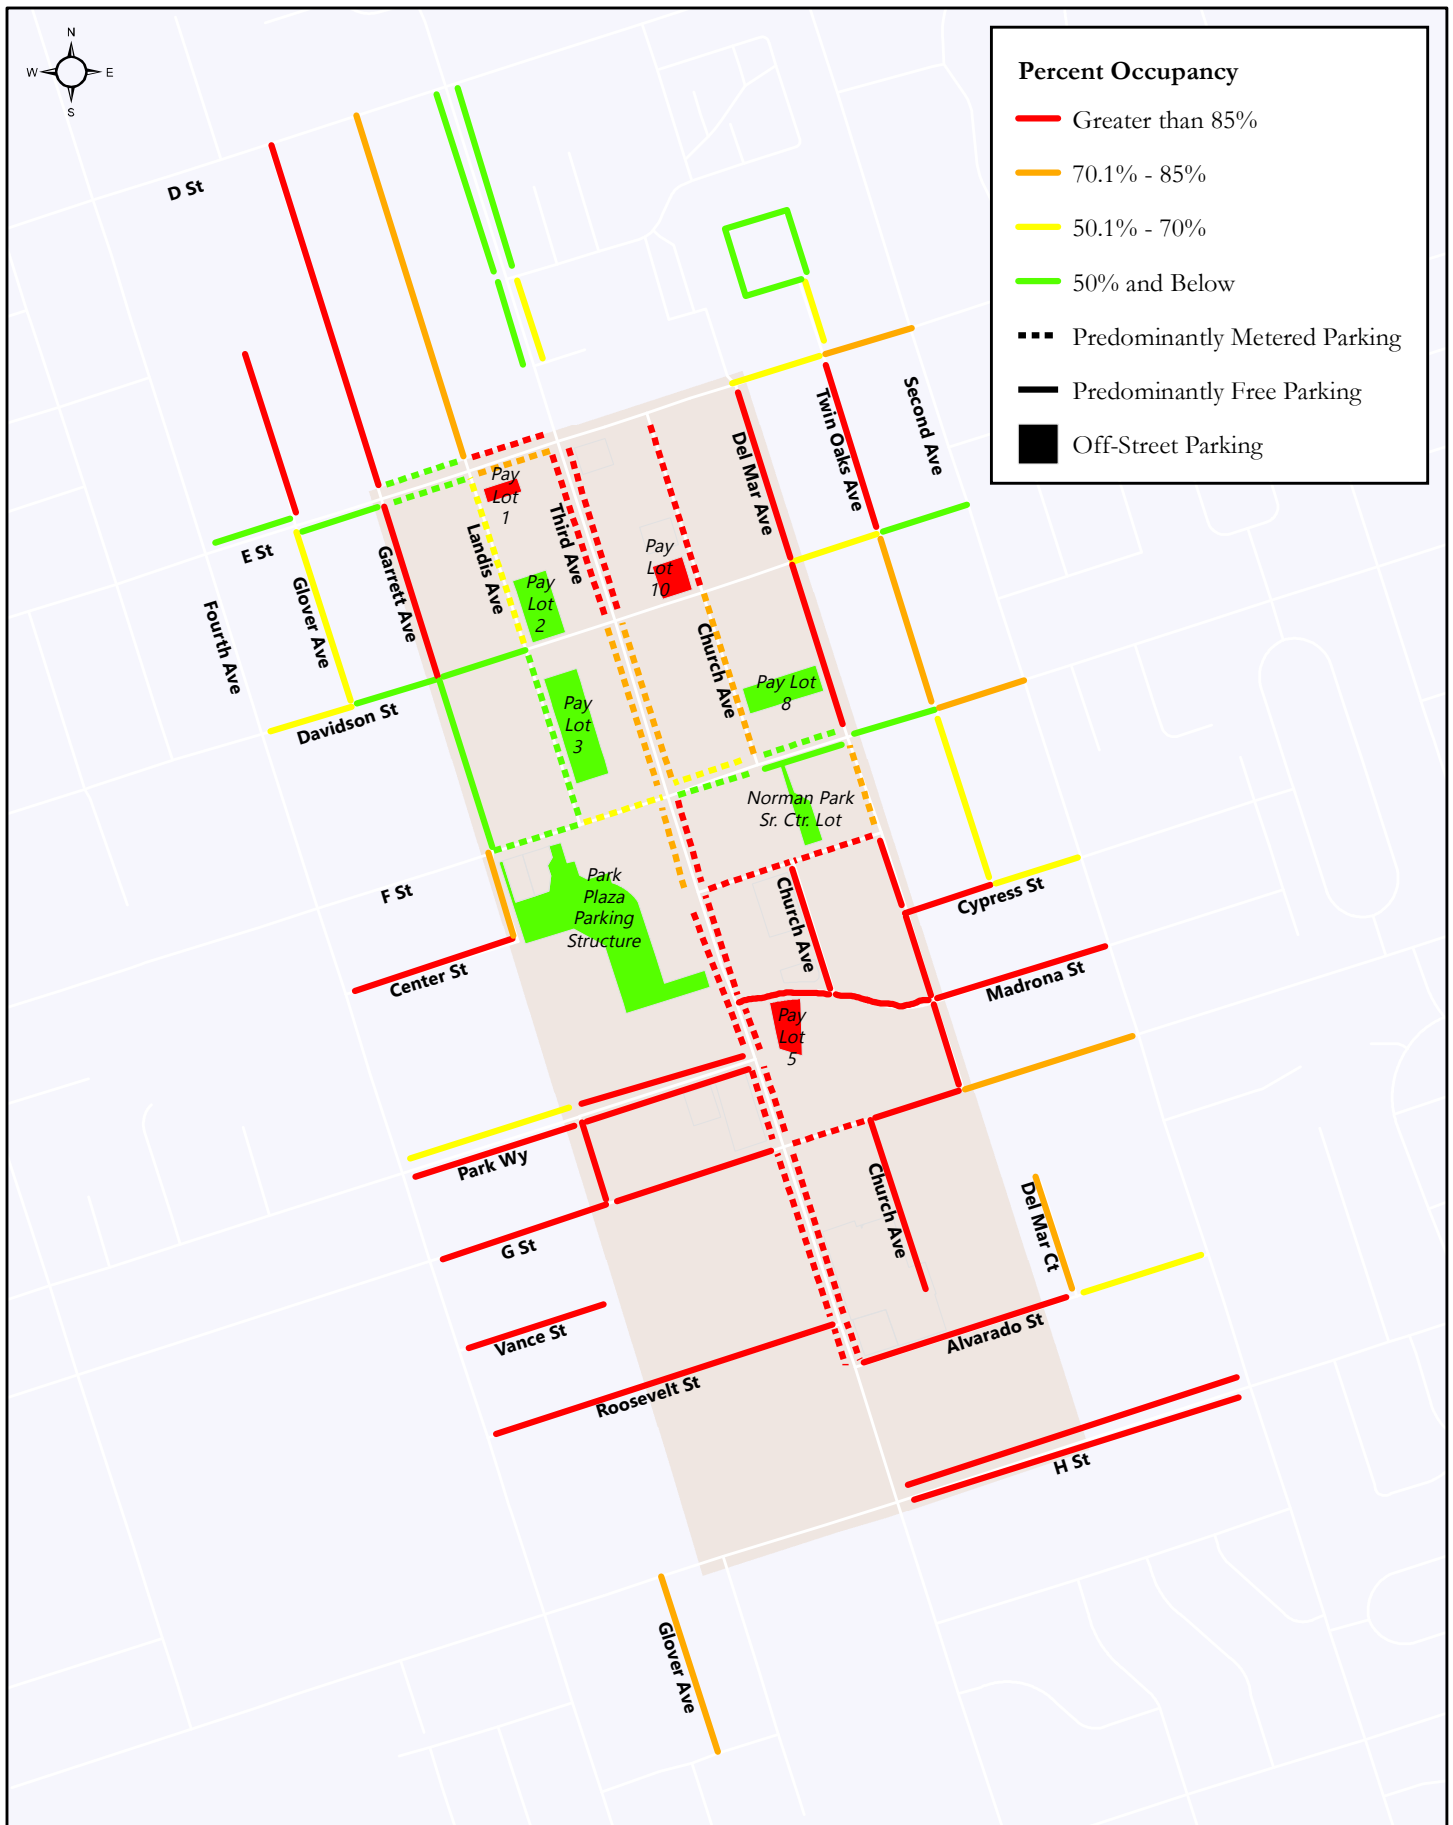 N
W
E
S
Percent Occupancy
Greater than 85%
70.1% - 85%
50.1% - 70%
50% and Below
Predominantly Metered Parking
Predominantly Free Parking
Off-Street Parking
D St
Second Ave
Twin Oaks Ave
Del Mar Ave
Pay
Lot
1
Third Ave
Landis Ave
Pay
Lot
10
E St
Garrett Ave
Glover Ave
Fourth Ave
Pay
Lot
2
Church Ave
Pay Lot
8
Pay
Lot
3
Davidson St
Norman Park
Sr. Ctr. Lot
F St
Park
Plaza
Parking
Structure
Church Ave
Cypress St
Center St
Madrona St
Pay
Lot
5
Park Wy
Church Ave
Del Mar Ct
G St
Vance St
Alvarado St
Roosevelt St
H St
Glover Ave